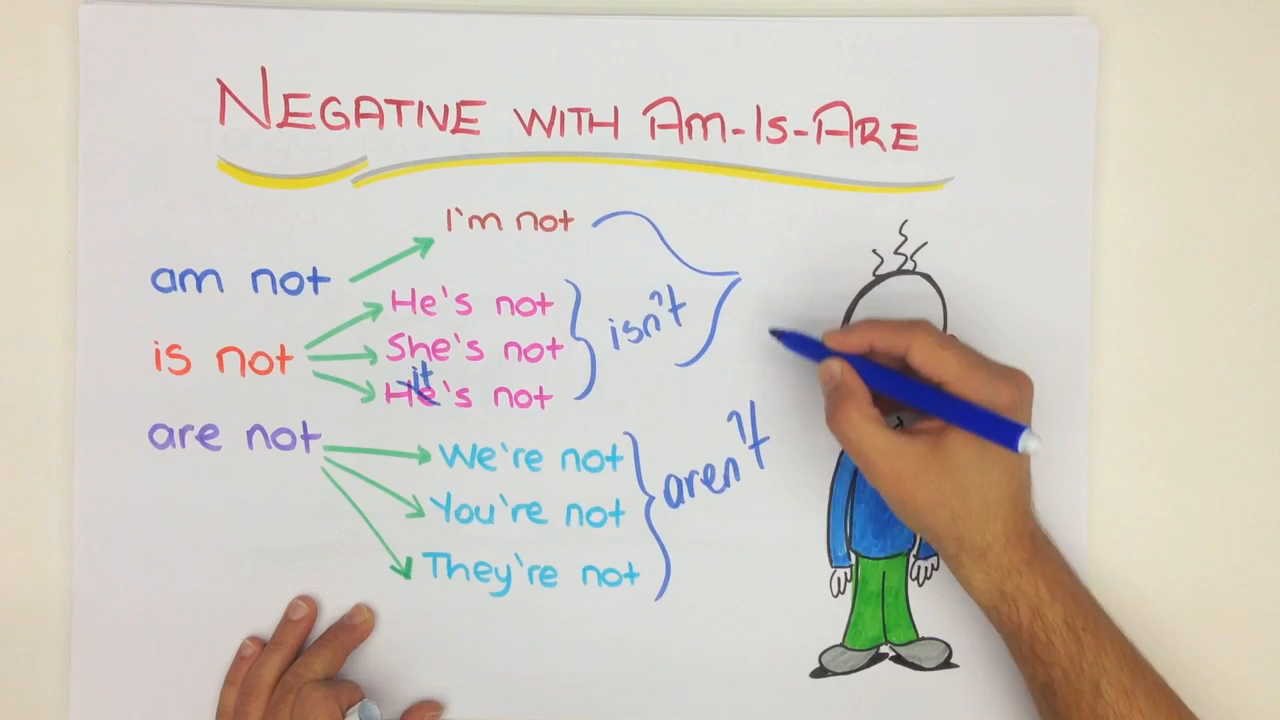 NEGATIVE WITH AM-IS-ARE
am not
I'm not
is not
He's not
She's not
it
He's not
isn't
are not
We're not
You're not
They're not
aren't